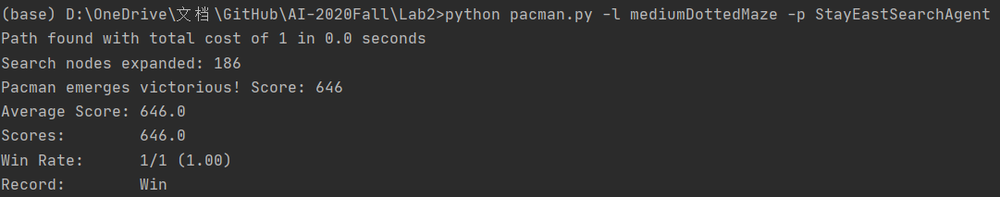 (base) D:\OneDrive\文档\GitHub\AI-2020Fall\Lab2>python pacman.py -l mediumDottedMaze -p StayEastSearchAgent
Path found with total cost of 1 in 0.0 seconds
Search nodes expanded: 186
Pacman emerges victorious! Score: 646
Average Score: 646.0
Scores:        646.0
Win Rate:      1/1 (1.00)
Record:        Win